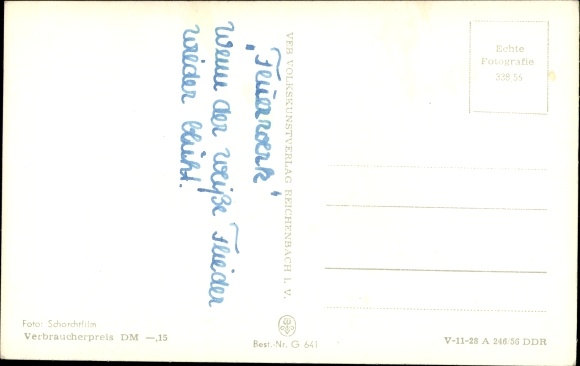 „Feuerwerk“
Wenn der weiße Flieder
wieder blüht!
VEB VOLKSKUNSTVERLAG REICHENBACH I. V.
Echte
Fotografie
338 55
Foto: Schorchtfilm
Verbraucherpreis DM —,15
Best.-Nr. G 641
V-11-28 A 246/56 DDR